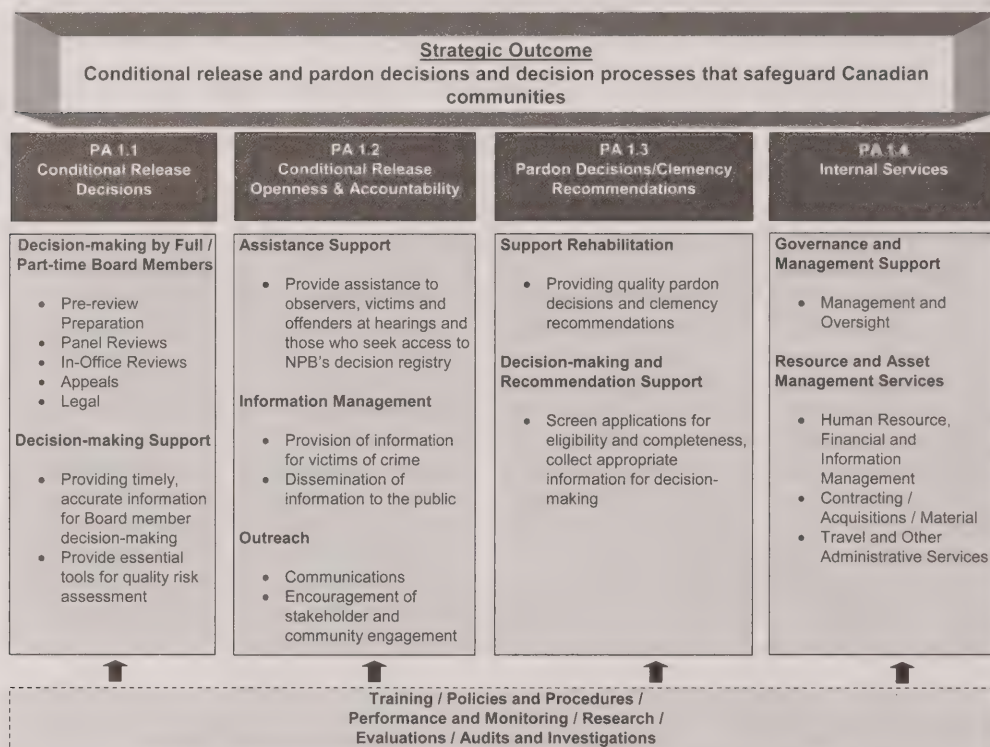 Strategic Outcome
Conditional release and pardon decisions and decision processes that safeguard Canadian
communities
PA 1.1
Conditional Release
Decisions
Decision-making by Full /
Part-time Board Members
• Pre-review
Preparation
• Panel Reviews
• In-Office Reviews
• Appeals
• Legal
Decision-making Support
• Providing timely,
accurate information
for Board member
decision-making
• Provide essential
tools for quality risk
assessment
PA 1.2
Conditional Release
Openness & Accountability
Assistance Support
• Provide assistance to
observers, victims and
offenders at hearings and
those who seek access to
NPB's decision registry
Information Management
• Provision of information
for victims of crime
• Dissemination of
information to the public
Outreach
• Communications
• Encouragement of
stakeholder and
community engagement
PA 1.3
Pardon Decisions/Clemency
Recommendations
Support Rehabilitation
• Providing quality pardon
decisions and clemency
recommendations
Decision-making and
Recommendation Support
• Screen applications for
eligibility and completeness,
collect appropriate
information for decision-
making
PA 1.4
Internal Services
Governance and
Management Support
• Management and
Oversight
Resource and Asset
Management Services
• Human Resource,
Financial and
Information
Management
• Contracting /
Acquisitions / Material
• Travel and Other
Administrative Services
Training / Policies and Procedures /
Performance and Monitoring / Research /
Evaluations / Audits and Investigations